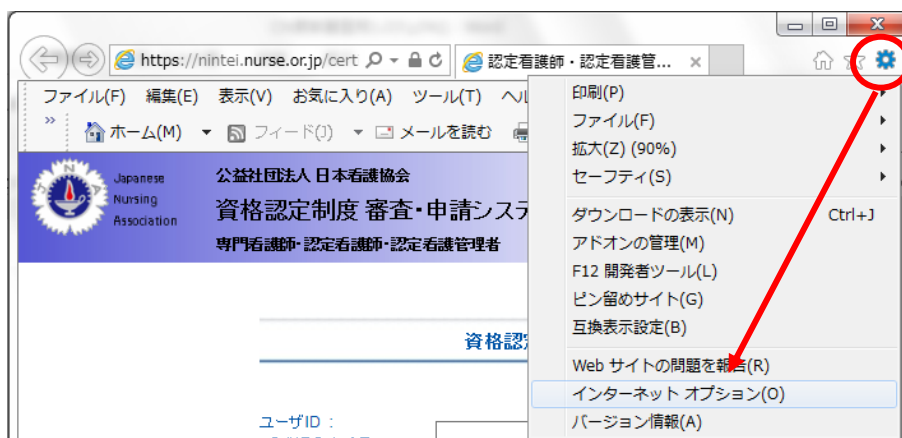 https://nintei.nurse.or.jp/cert
認定看護師・認定看護管...
ファイル(F) 編集(E) 表示(V) お気に入り(A) ツール(T)
ホーム(M) フィード(J) メールを読む
Japanese
Nursing
Association
公益社団法人 日本看護協会
資格認定制度 審査・申請システ
専門看護師・認定看護師・認定看護管理者
資格認定
ユーザID :
印刷(P)
ファイル(F)
拡大(Z) (90%)
セーフティ(S)
ダウンロードの表示(N) Ctrl+J
アドオンの管理(M)
F12 開発者ツール(L)
ピン留めサイト(G)
互換表示設定(B)
Web サイトの問題を報告(R)
インターネット オプション(O)
バージョン情報(A)